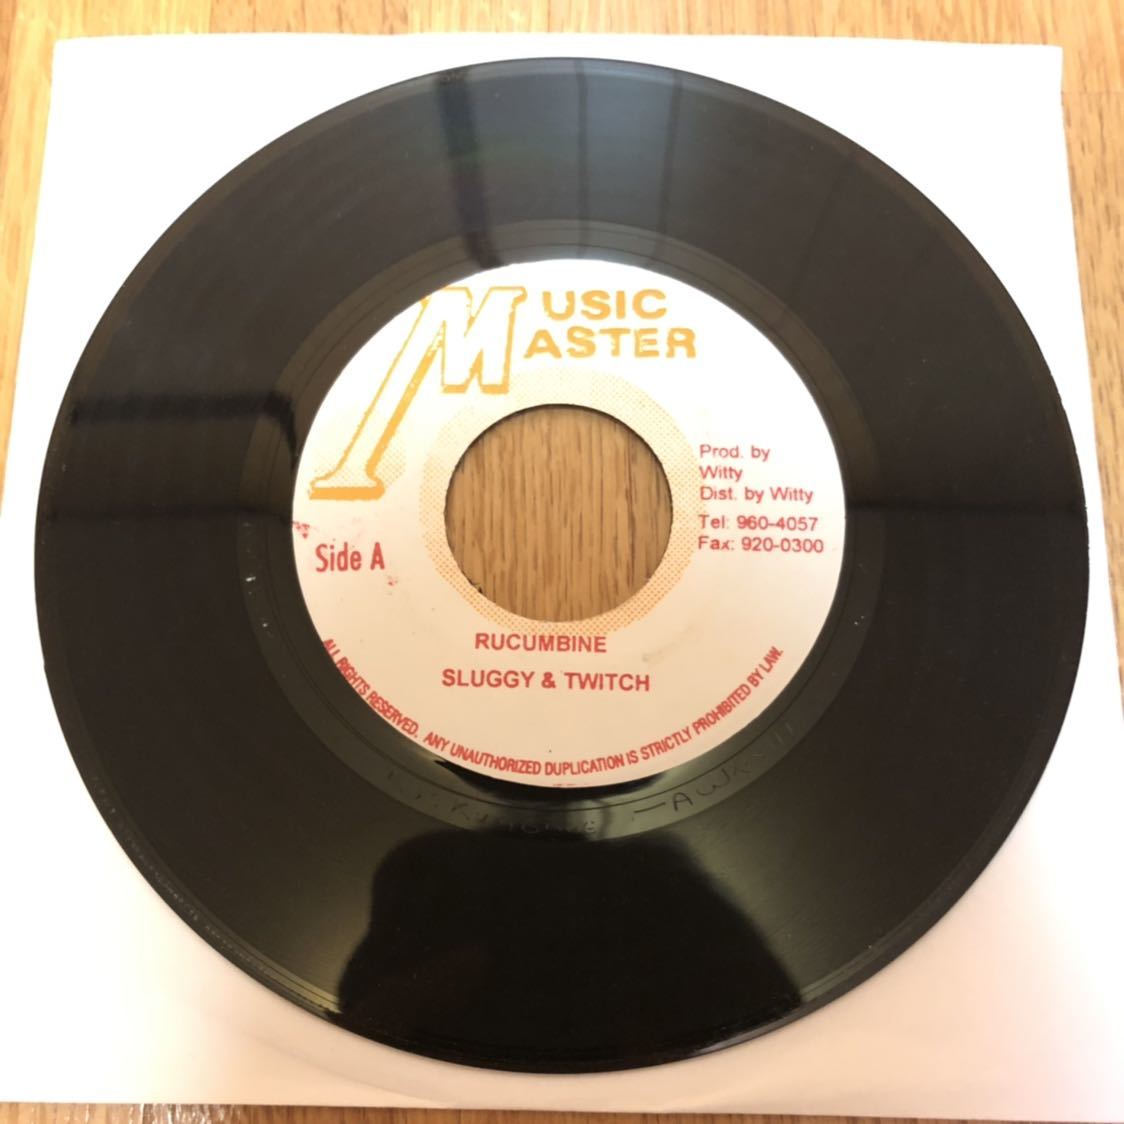 MUSIC
MASTER
Prod. by
Witty
Dist. by Witty
Tel: 960-4057
Fax: 920-0300
Side A
RUCUMBINE
SLUGGY & TWITCH
ALL RIGHTS RESERVED. ANY UNAUTHORIZED DUPLICATION IS STRICTLY PROHIBITED BY LAW.